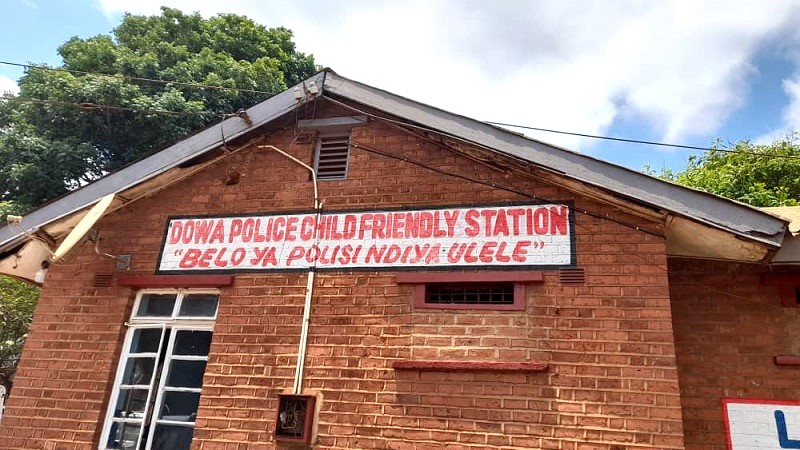 DOWA POLICE CHILD FRIENDLY STATION
"BELO YA POLISI NDIYA-ULELE"
L